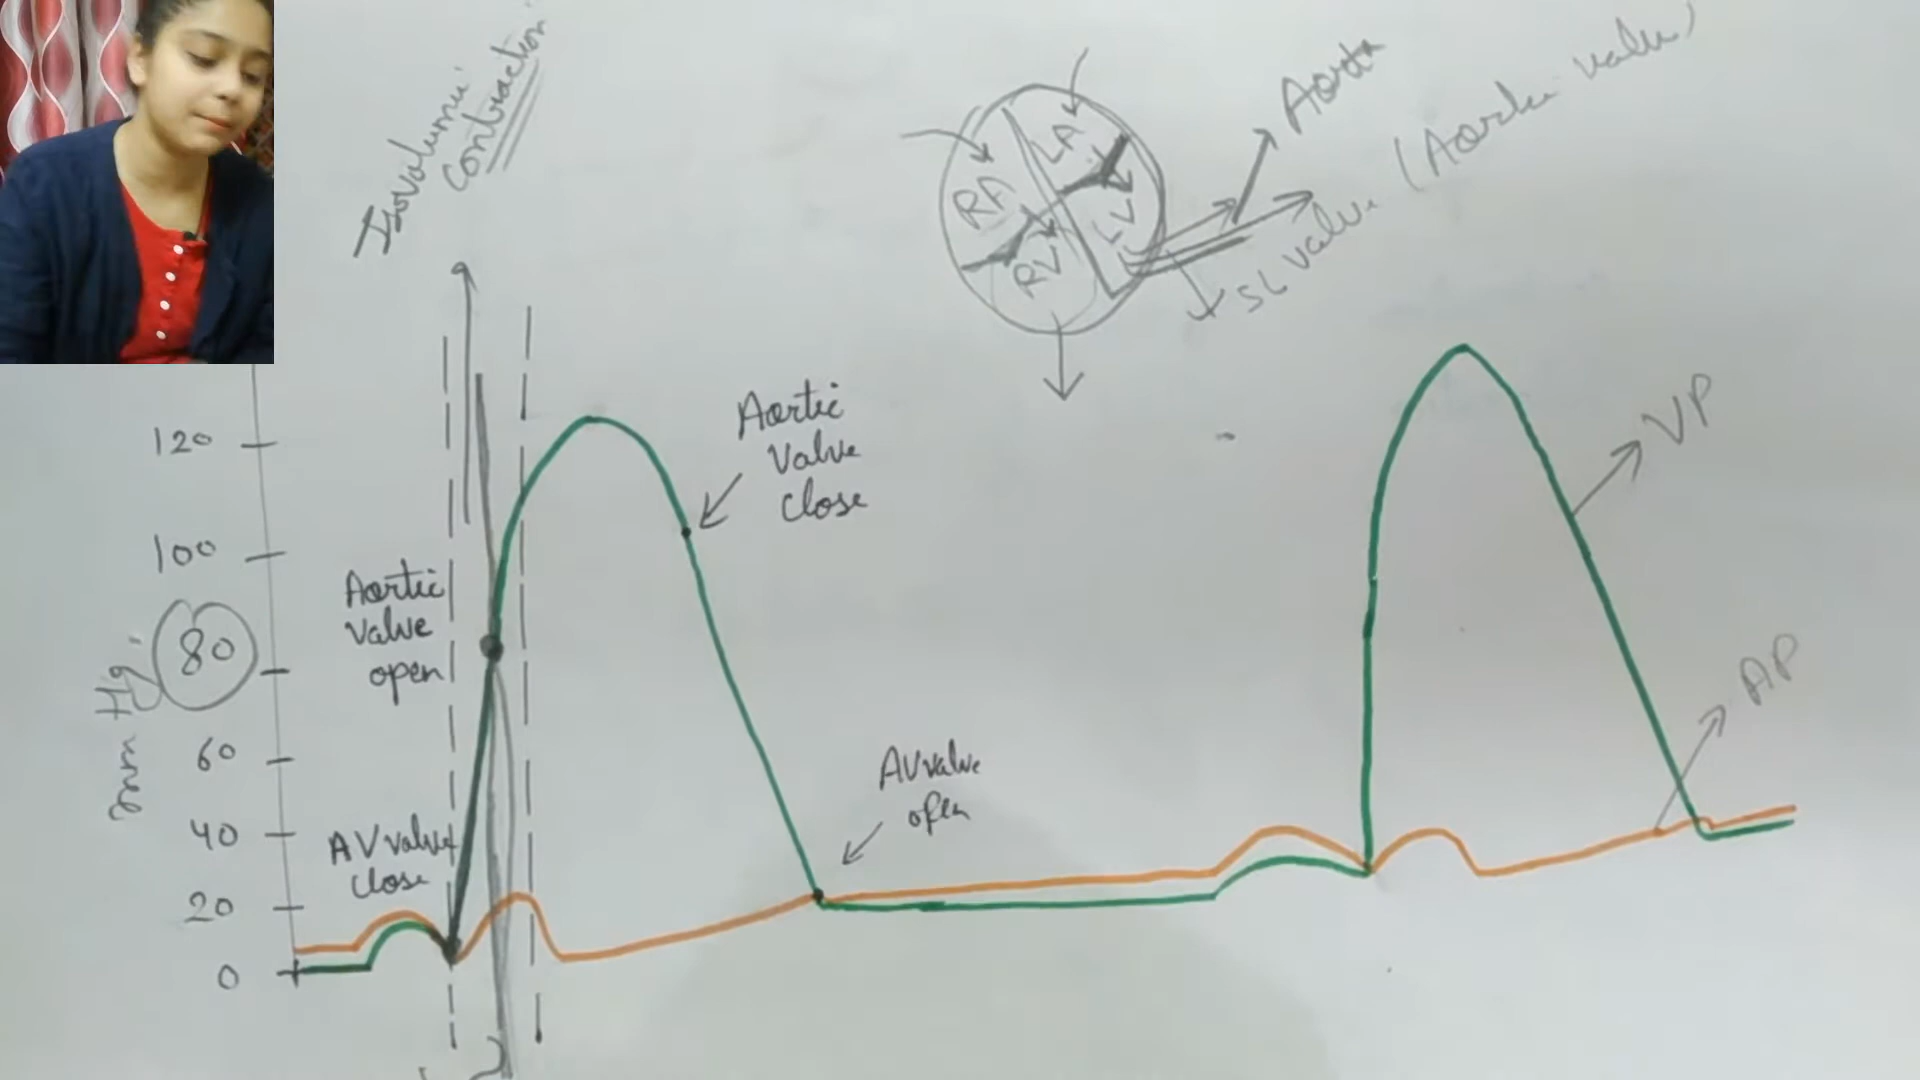 Isovolumic
Contraction
RA
LA
RV
LV
Aorta
SL valve (Aortic valve)
120
100
80
60
40
20
0
mm Hg
Aortic
Valve
open
AV valve
close
Aortic
Valve
close
AV valve
open
VP
AP